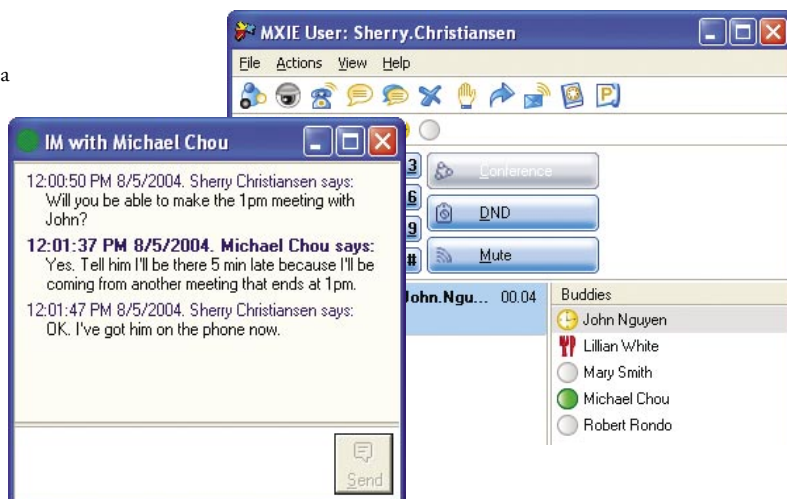 a
MXIE User: Sherry.Christiansen
File Actions View Help
IM with Michael Chou
12:00:50 PM 8/5/2004. Sherry Christiansen says:
Will you be able to make the 1pm meeting with
John?
12:01:37 PM 8/5/2004. Michael Chou says:
Yes. Tell him I'll be there 5 min late because I'll be
coming from another meeting that ends at 1pm.
12:01:47 PM 8/5/2004. Sherry Christiansen says:
OK. I've got him on the phone now.
Send
3
6
9
#
Conference
DND
Mute
John.Ngu... 00.04
Buddies
John Nguyen
Lillian White
Mary Smith
Michael Chou
Robert Rondo